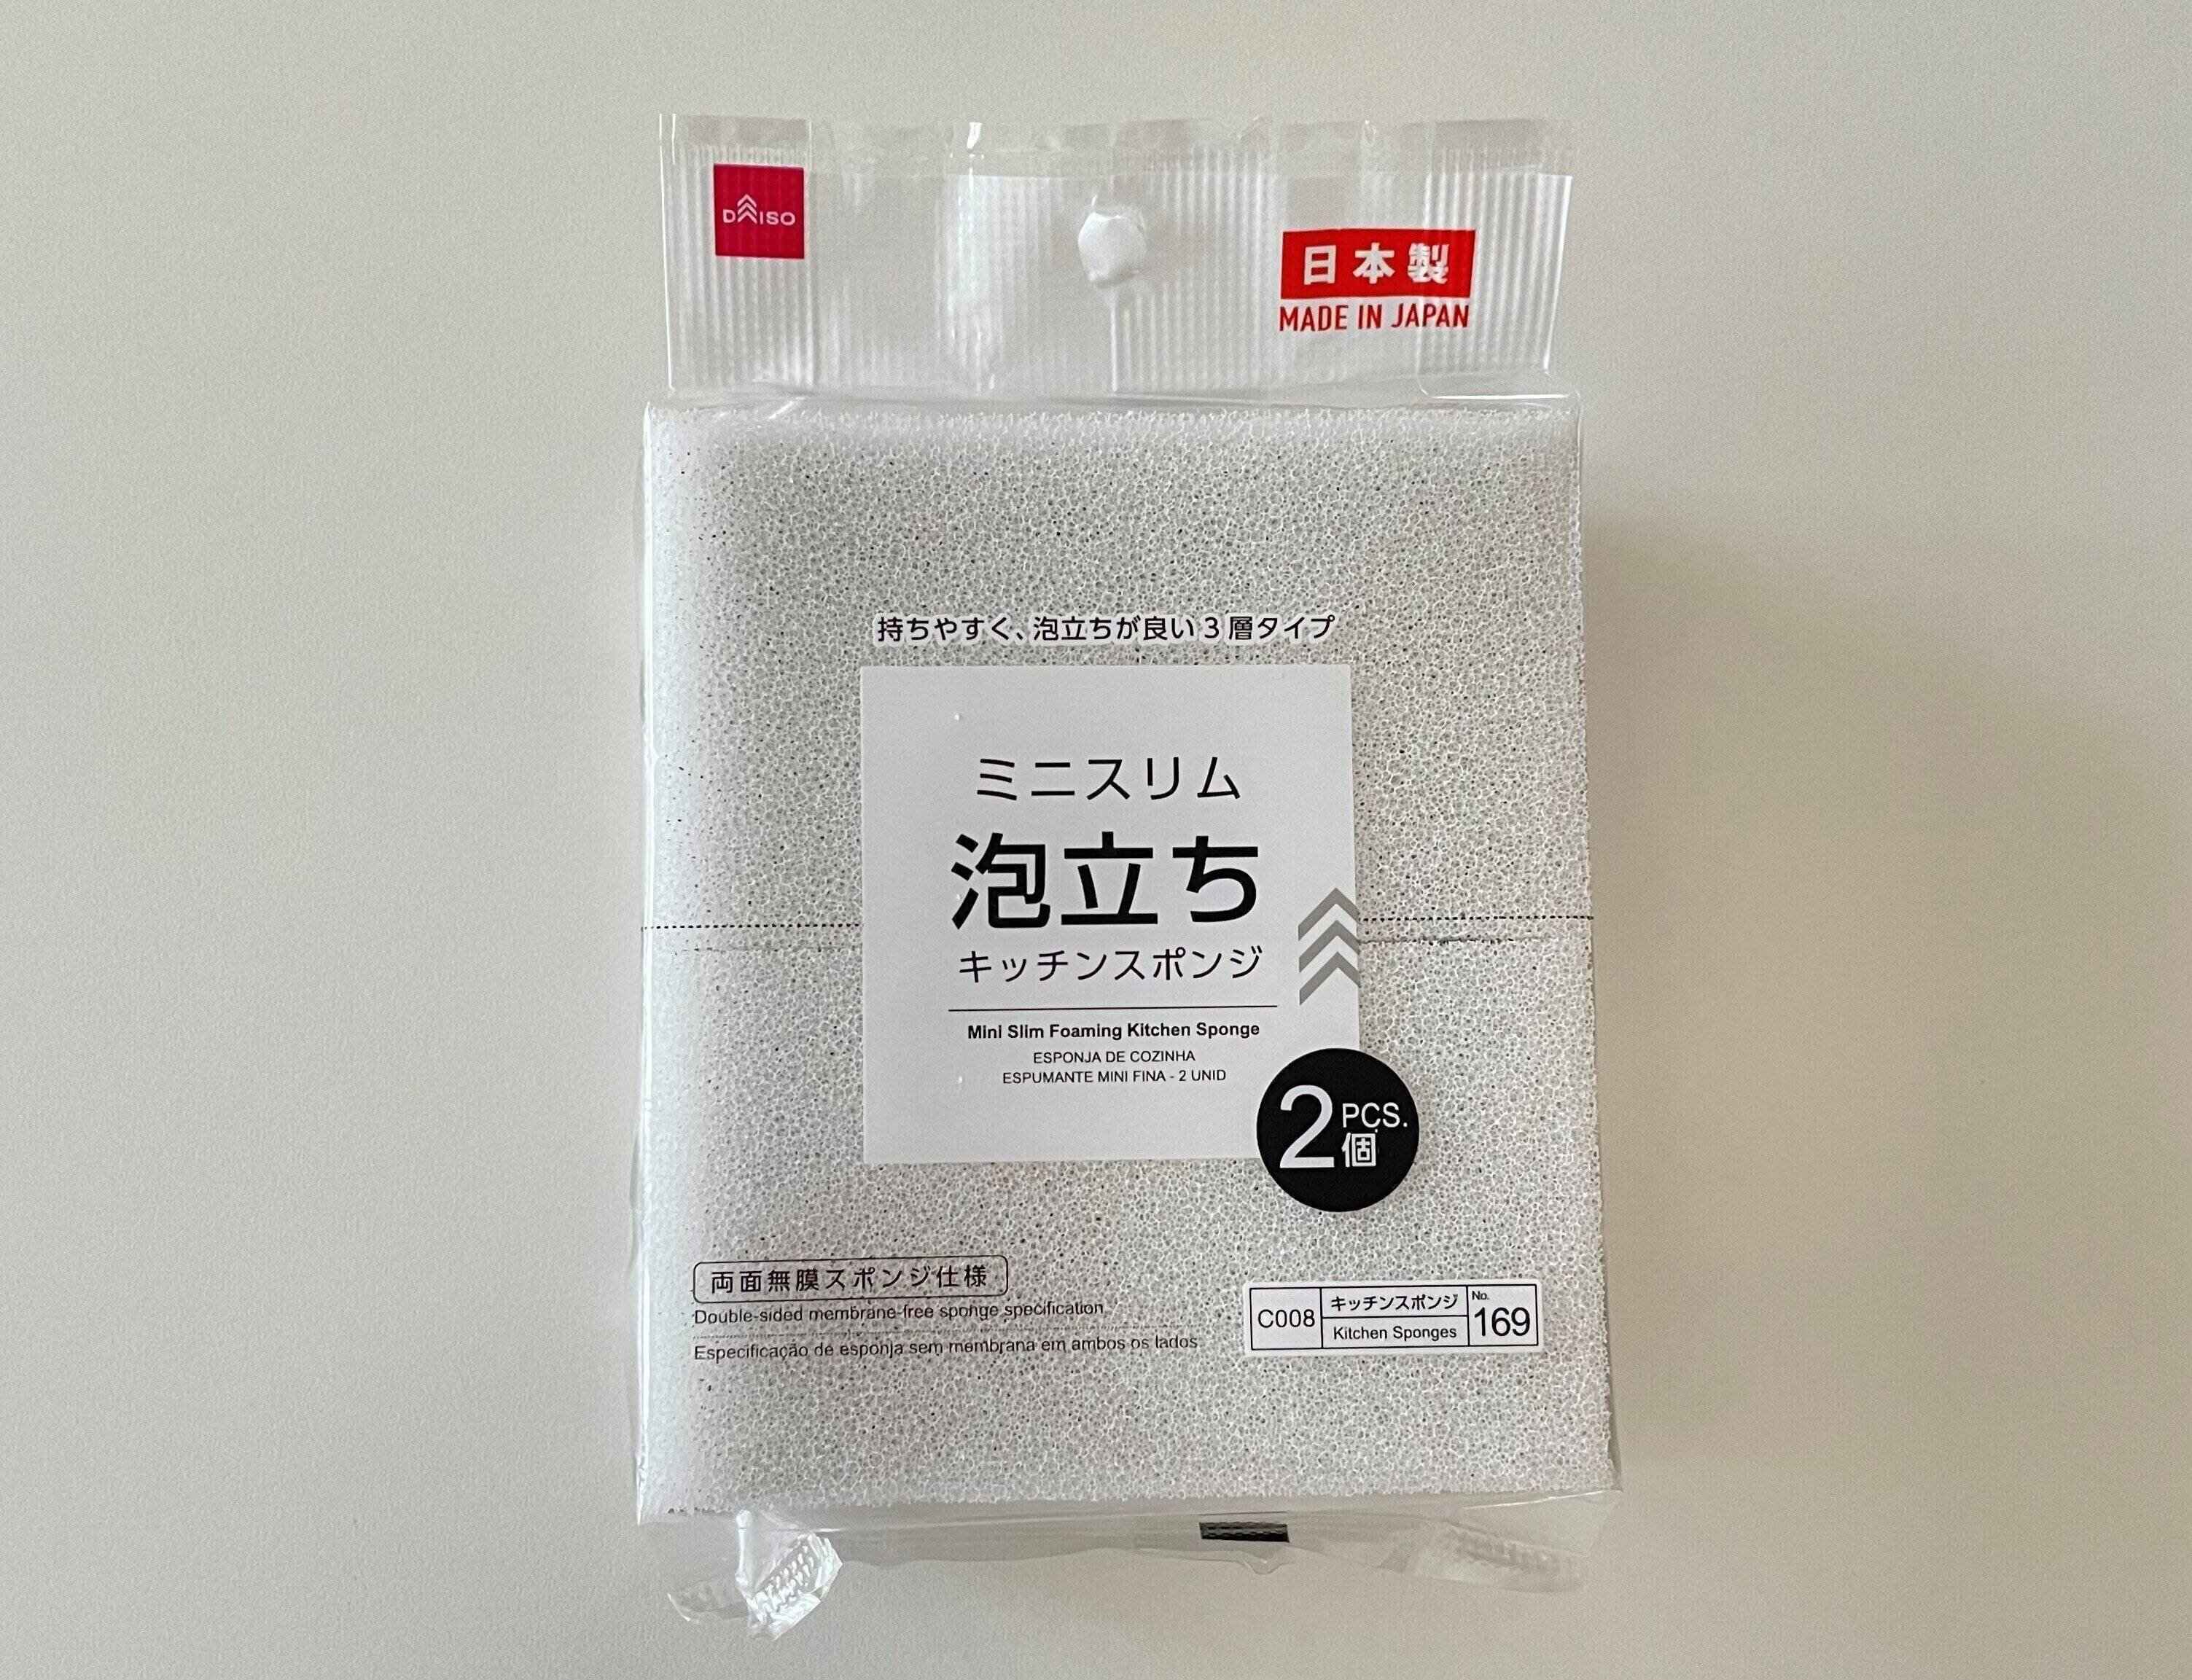 DAISO
日本製
MADE IN JAPAN
持ちやすく、泡立ちが良い3層タイプ
ミニスリム
泡立ち
キッチンスポンジ
Mini Slim Foaming Kitchen Sponge
ESPONJA DE COZINHA
ESPUMANTE MINI FINA - 2 UNID
2 PCS.
個
両面無膜スポンジ仕様
Double-sided membrane-free sponge specification
Especificação de esponja sem membrana em ambos os lados
C008 キッチンスポンジ No. 169
Kitchen Sponges